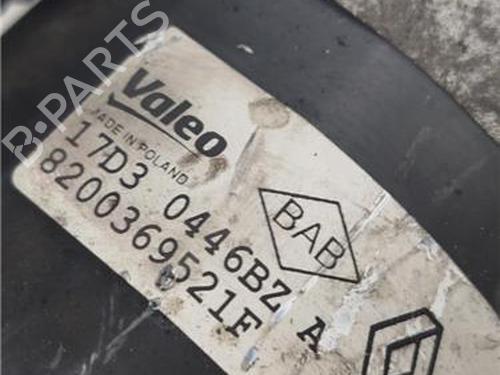 B-PARTS
Valeo
MADE IN POLAND
17D3 0446BZ A
8200369521F
BAB